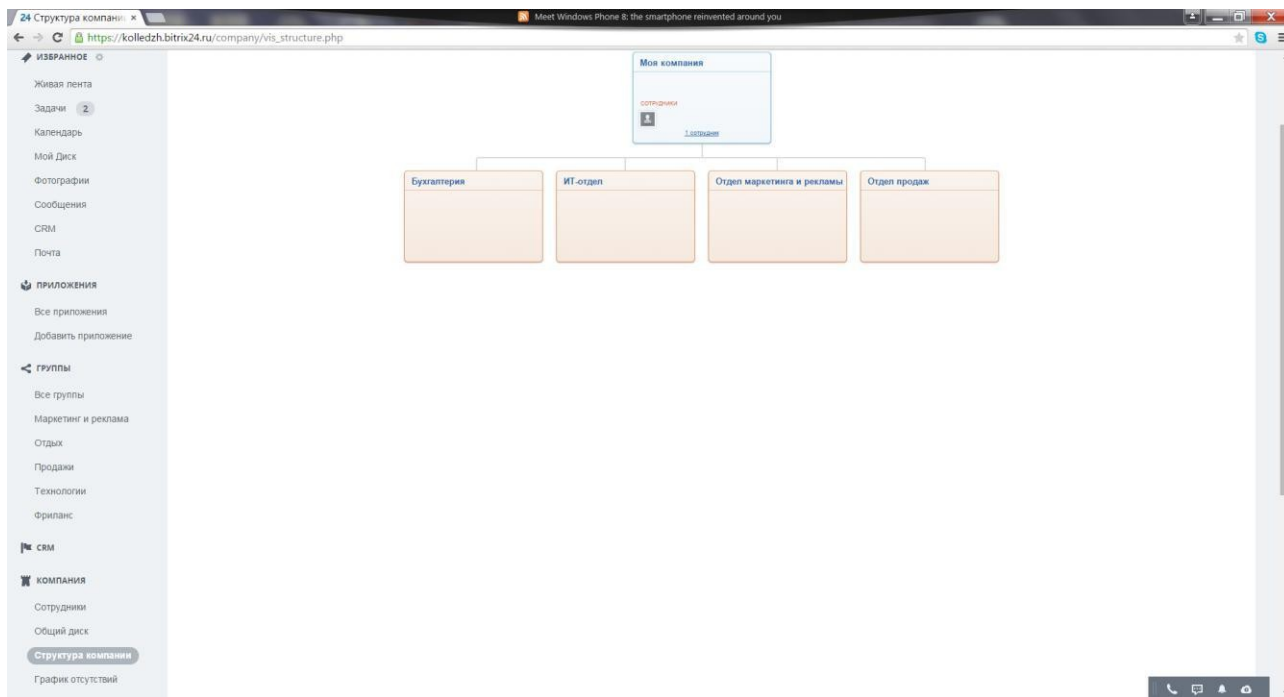 24 Структура компани
Meet Windows Phone 8: the smartphone reinvented around you
https://kolledzh.bitrix24.ru/company/vis_structure.php
ИЗБРАННОЕ
Живая лента
Задачи 2
Календарь
Мой Диск
Фотографии
Сообщения
CRM
Почта
ПРИЛОЖЕНИЯ
Все приложения
Добавить приложение
ГРУППЫ
Все группы
Маркетинг и реклама
Отдых
Продажи
Технологии
Фриланс
CRM
КОМПАНИЯ
Сотрудники
Общий диск
Структура компании
График отсутствий
Моя компания
СОТРУДНИКИ
1 сотрудник
Бухгалтерия
ИТ-отдел
Отдел маркетинга и рекламы
Отдел продаж